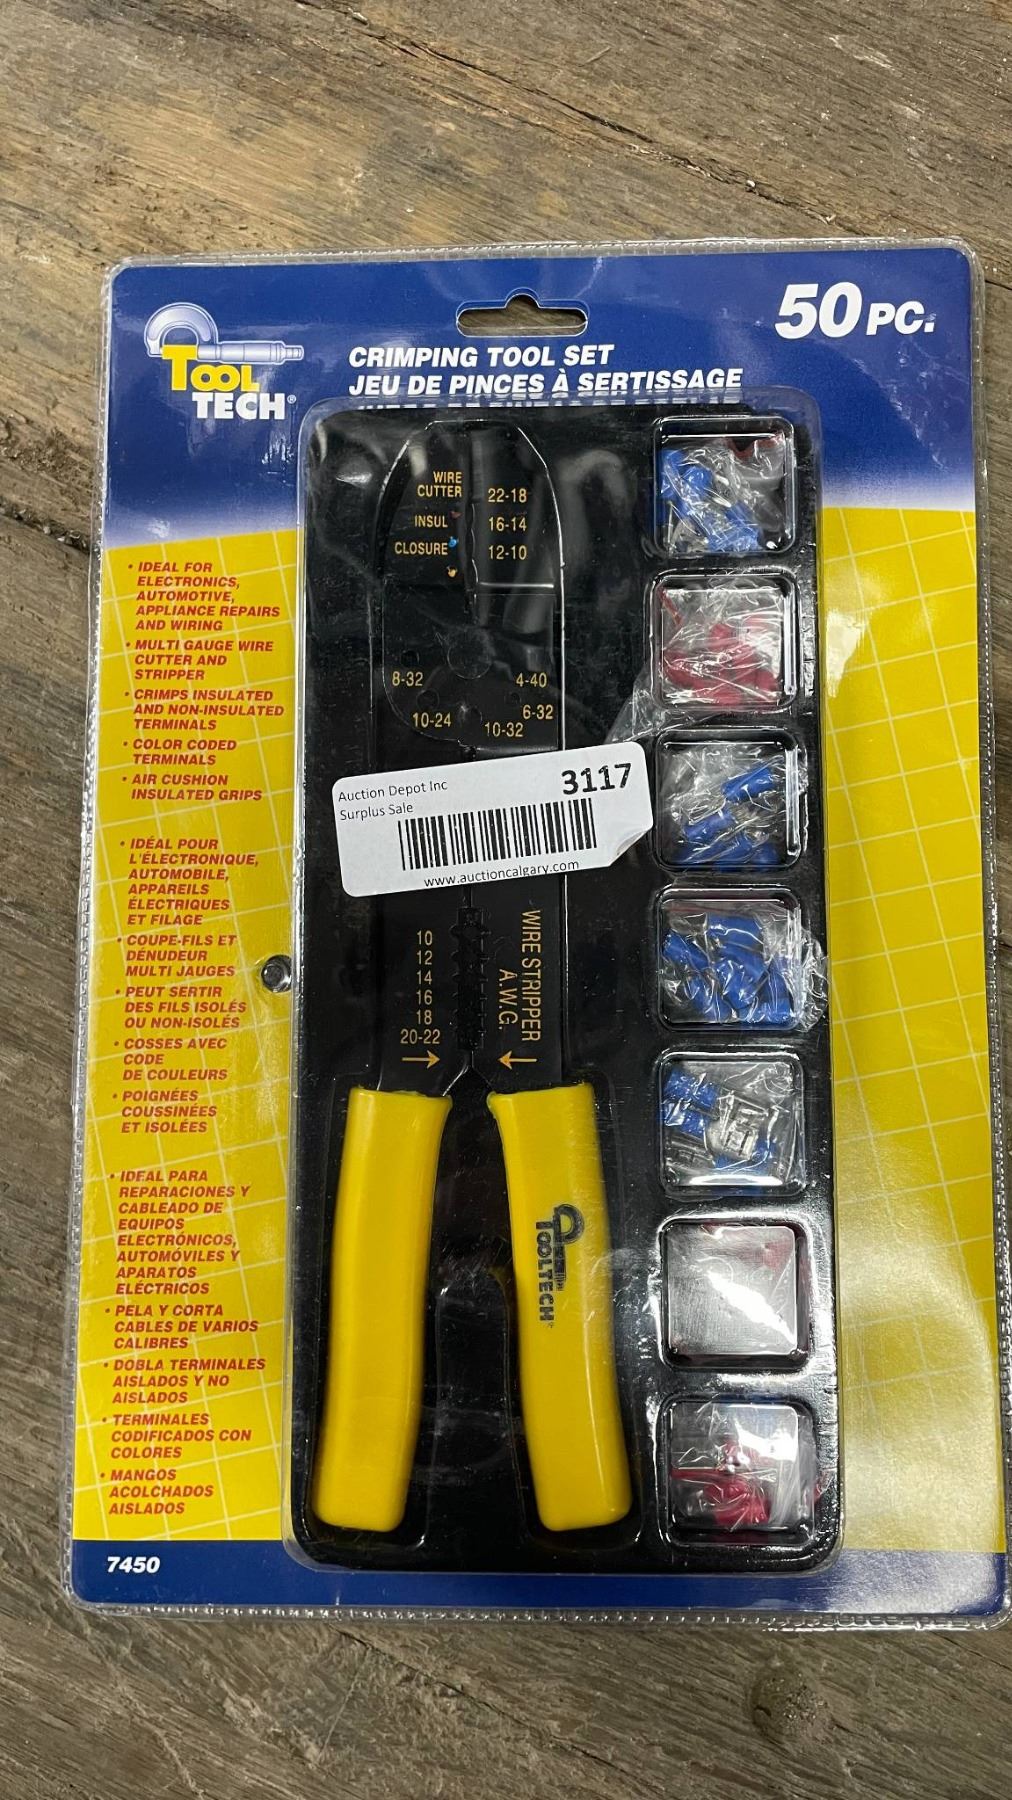 50 PC.
TOOL
TECH®
CRIMPING TOOL SET
JEU DE PINCES À SERTISSAGE
WIRE
CUTTER
22-18
INSUL
16-14
CLOSURE
12-10
8-32
4-40
10-24
6-32
10-32
Auction Depot Inc
3117
Surplus Sale
www.auctioncalgary.com
10
12
14
16
18
20-22
WIRE STRIPPER
A.W.G.
TOOLTECH
• IDEAL FOR
ELECTRONICS,
AUTOMOTIVE,
APPLIANCE REPAIRS
AND WIRING
• MULTI GAUGE WIRE
CUTTER AND
STRIPPER
• CRIMPS INSULATED
AND NON-INSULATED
TERMINALS
• COLOR CODED
TERMINALS
• AIR CUSHION
INSULATED GRIPS
• IDÉAL POUR
L'ÉLECTRONIQUE,
AUTOMOBILE,
APPAREILS
ÉLECTRIQUES
ET FILAGE
• COUPE-FILS ET
DÉNUDEUR
MULTI JAUGES
• PEUT SERTIR
DES FILS ISOLÉS
OU NON-ISOLÉS
• COSSES AVEC
CODE
DE COULEURS
• POIGNÉES
COUSSINÉES
ET ISOLÉES
• IDEAL PARA
REPARACIONES Y
CABLEADO DE
EQUIPOS
ELECTRÓNICOS,
AUTOMÓVILES Y
APARATOS
ELÉCTRICOS
• PELA Y CORTA
CABLES DE VARIOS
CALIBRES
• DOBLA TERMINALES
AISLADOS Y NO
AISLADOS
• TERMINALES
CODIFICADOS CON
COLORES
• MANGOS
ACOLCHADOS
AISLADOS
7450